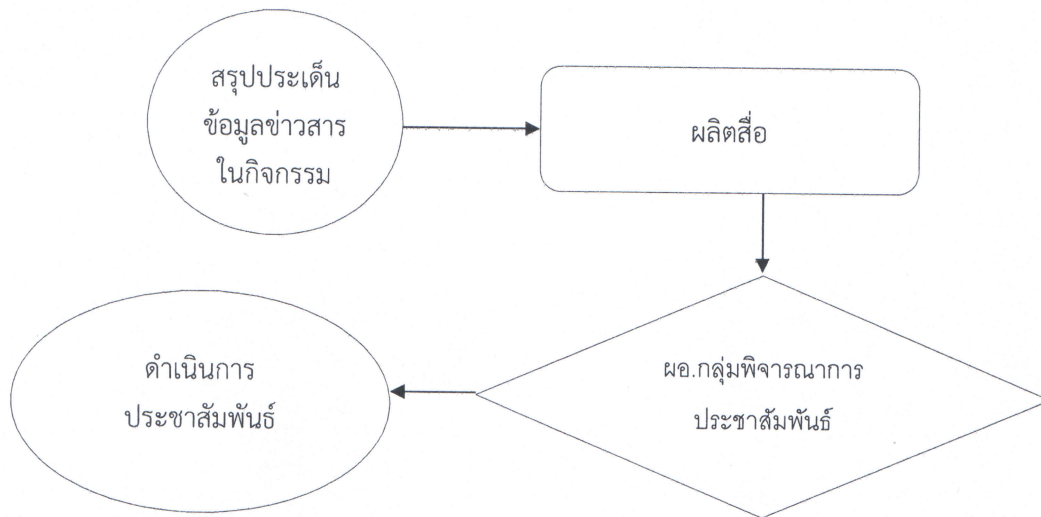 สรุปประเด็น
ข้อมูลข่าวสาร
ในกิจกรรม
ผลิตสื่อ
ผอ.กลุ่มพิจารณาการ
ประชาสัมพันธ์
ดำเนินการ
ประชาสัมพันธ์